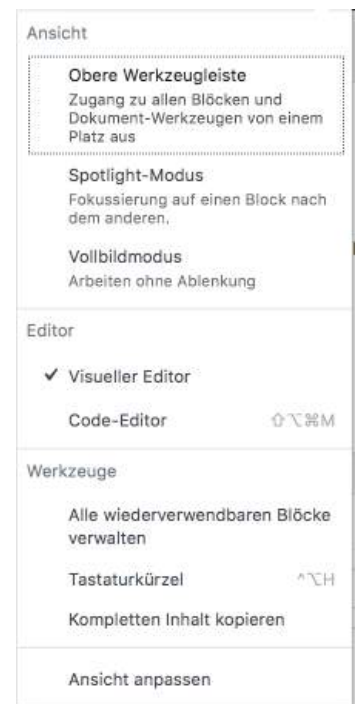 Ansicht
Obere Werkzeugleiste
Zugang zu allen Blöcken und
Dokument-Werkzeugen von einem
Platz aus
Spotlight-Modus
Fokussierung auf einen Block nach
dem anderen.
Vollbildmodus
Arbeiten ohne Ablenkung
Editor
✓ Visueller Editor
Code-Editor ⇧⌥⌘M
Werkzeuge
Alle wiederverwendbaren Blöcke
verwalten
Tastaturkürzel ^⌥H
Kompletten Inhalt kopieren
Ansicht anpassen